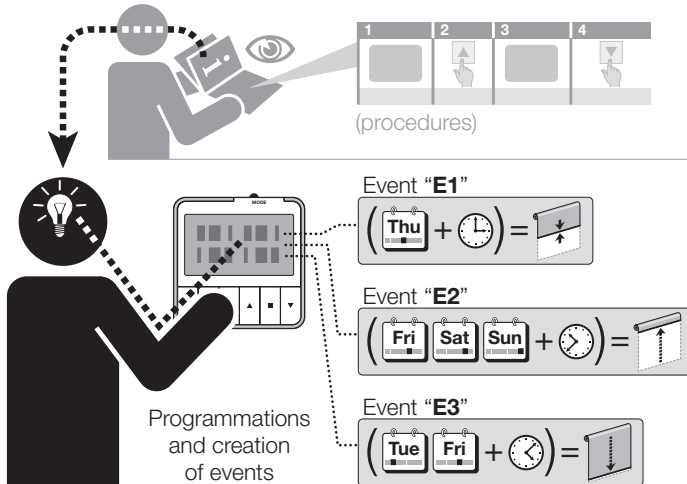 1 2 3 4
i
(procedures)
MODE
Event “E1”
( Thu + ) =
Event “E2”
( Fri Sat Sun + ) =
Event “E3”
( Tue Fri + ) =
Programmations
and creation
of events